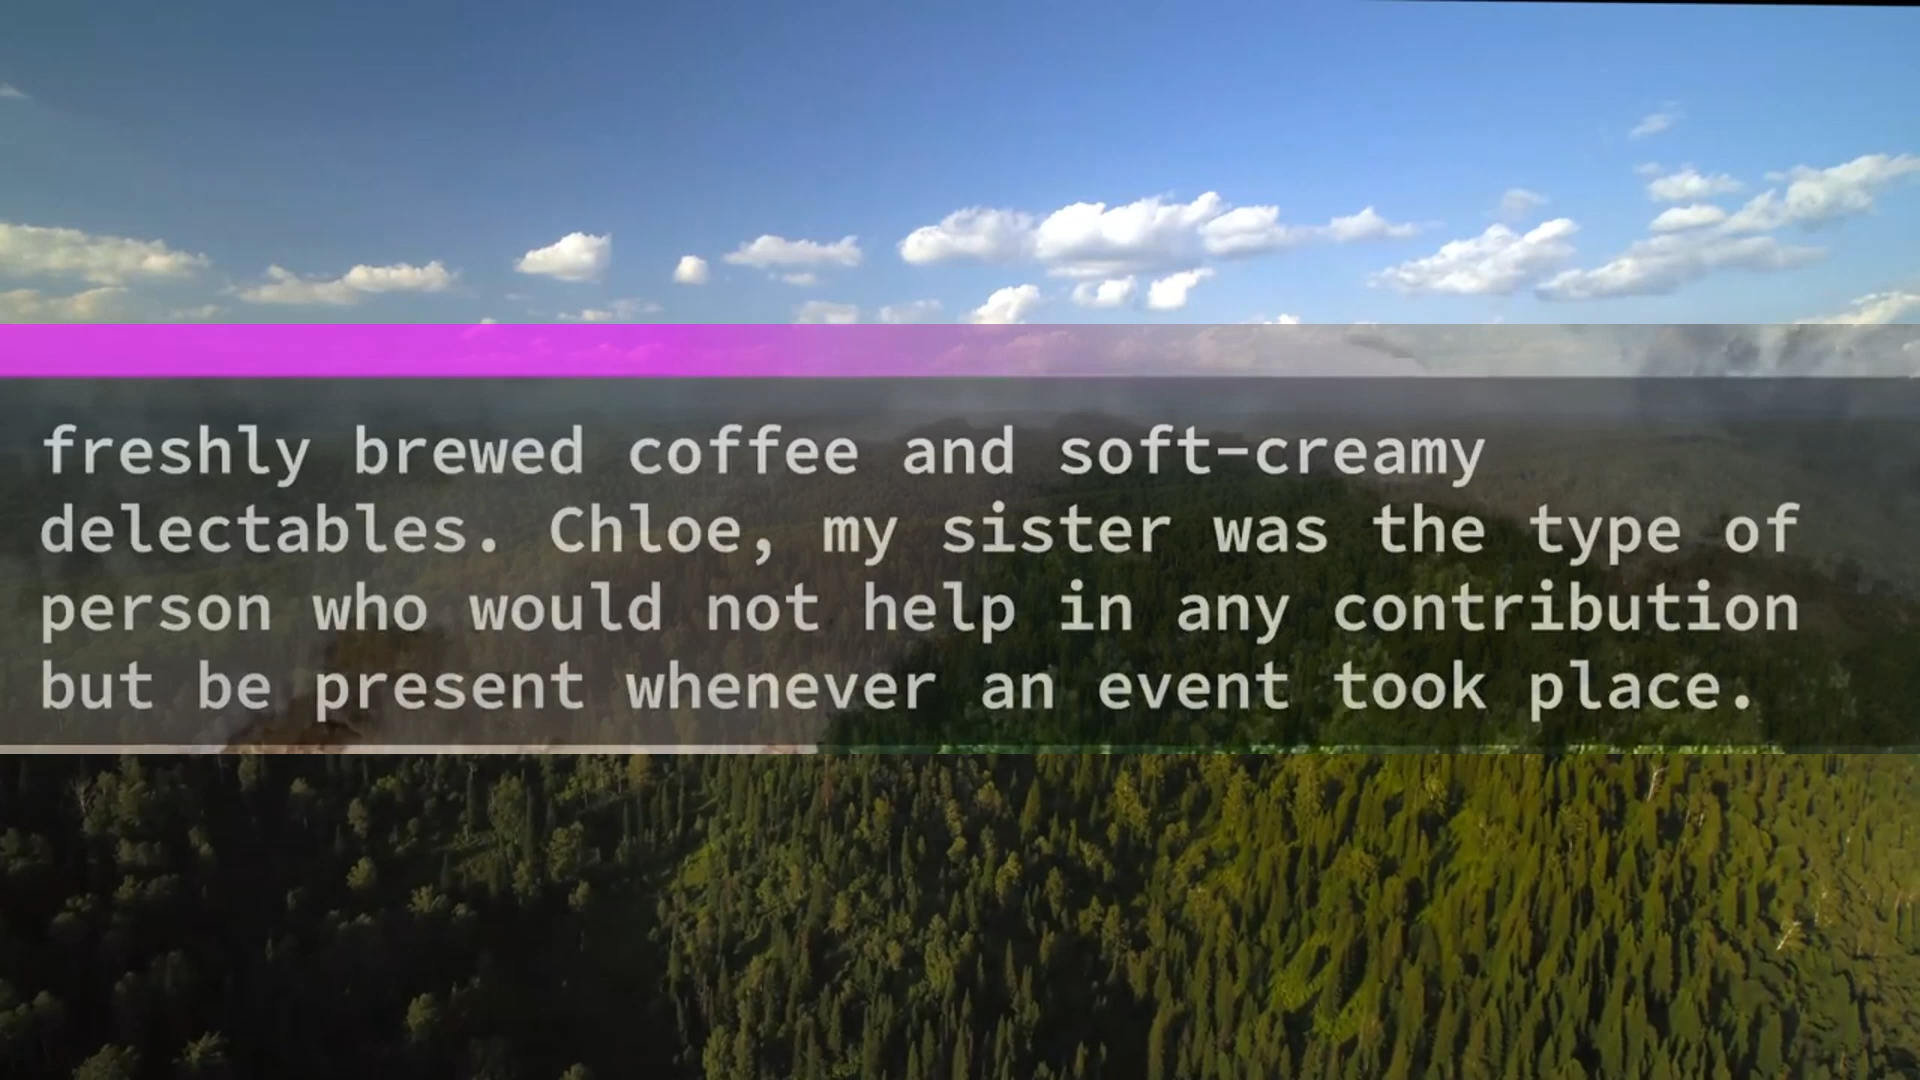 freshly brewed coffee and soft-creamy
delectables. Chloe, my sister was the type of
person who would not help in any contribution
but be present whenever an event took place.